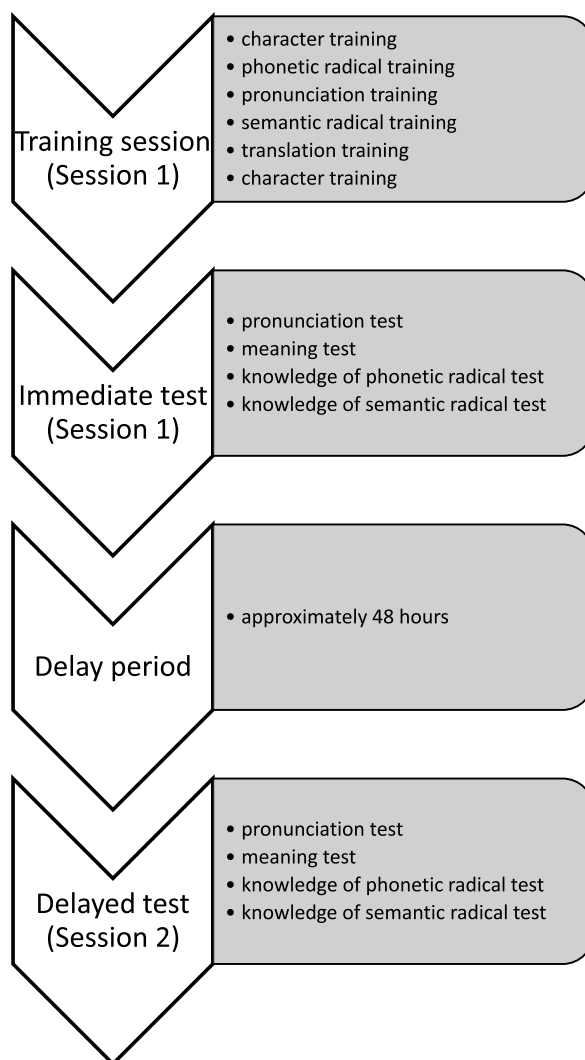 Training session
(Session 1)
• character training
• phonetic radical training
• pronunciation training
• semantic radical training
• translation training
• character training
Immediate test
(Session 1)
• pronunciation test
• meaning test
• knowledge of phonetic radical test
• knowledge of semantic radical test
Delay period
• approximately 48 hours
Delayed test
(Session 2)
• pronunciation test
• meaning test
• knowledge of phonetic radical test
• knowledge of semantic radical test